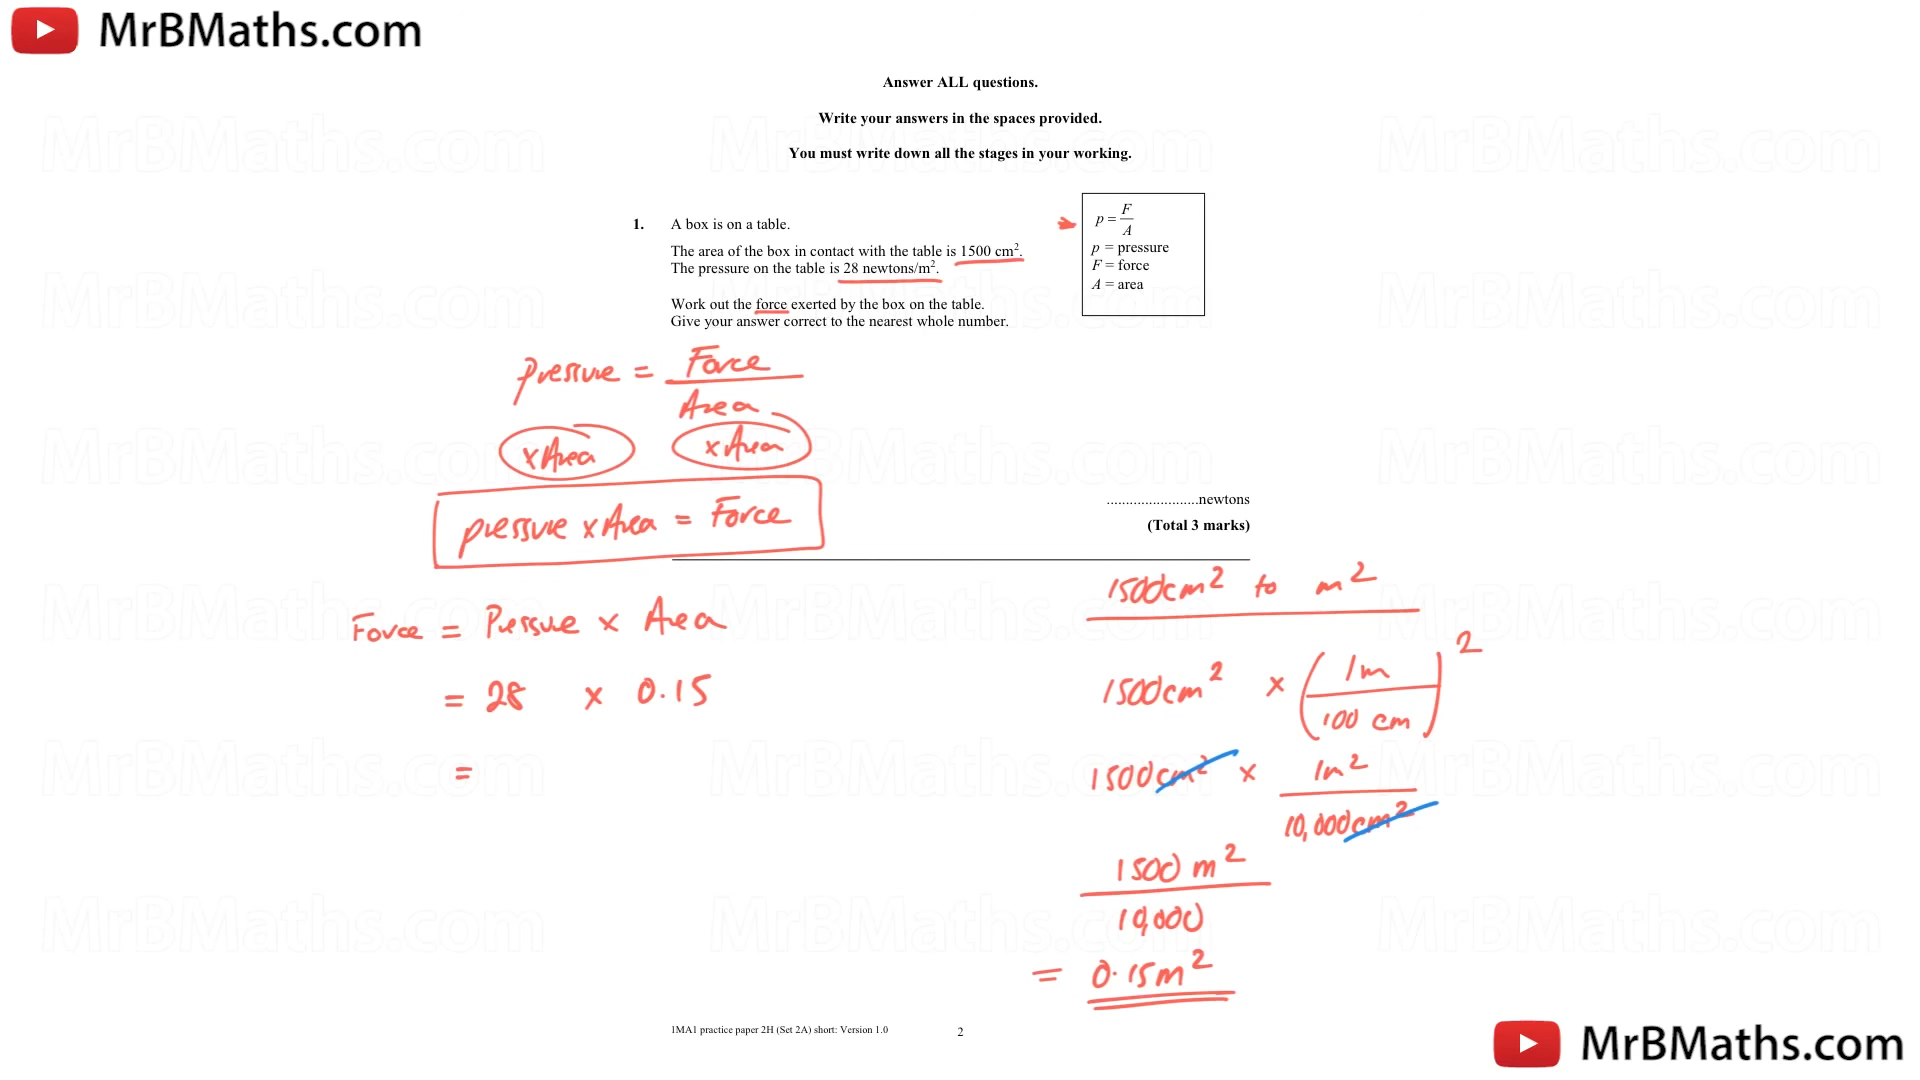 MrBMaths.com
Answer ALL questions.
Write your answers in the spaces provided.
You must write down all the stages in your working.
1. A box is on a table.
The area of the box in contact with the table is 1500 cm².
The pressure on the table is 28 newtons/m².
Work out the force exerted by the box on the table.
Give your answer correct to the nearest whole number.
p = F/A
p = pressure
F = force
A = area
pressure = Force/Area
×Area ×Area
pressure × Area = Force
........................newtons
(Total 3 marks)
Force = Pressure × Area
= 28 × 0.15
=
1500cm² to m²
1500cm² × (1m/100 cm)²
1500cm² × 1m²/10,000cm²
1500 m²/10,000
= 0.15m²
1MA1 practice paper 2H (Set 2A) short: Version 1.0
2
MrBMaths.com